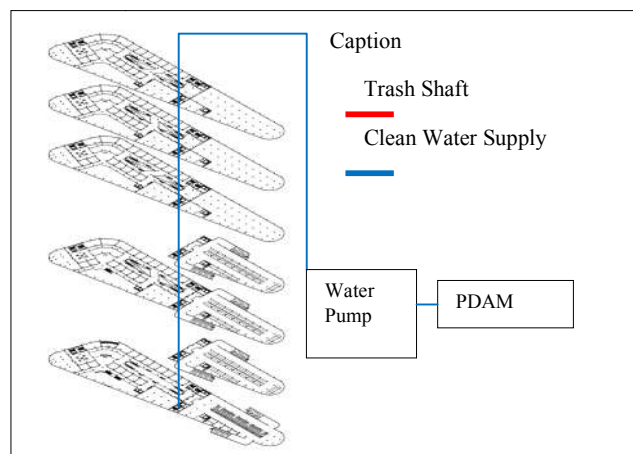 Caption
Trash Shaft
Clean Water Supply
Water
Pump
PDAM